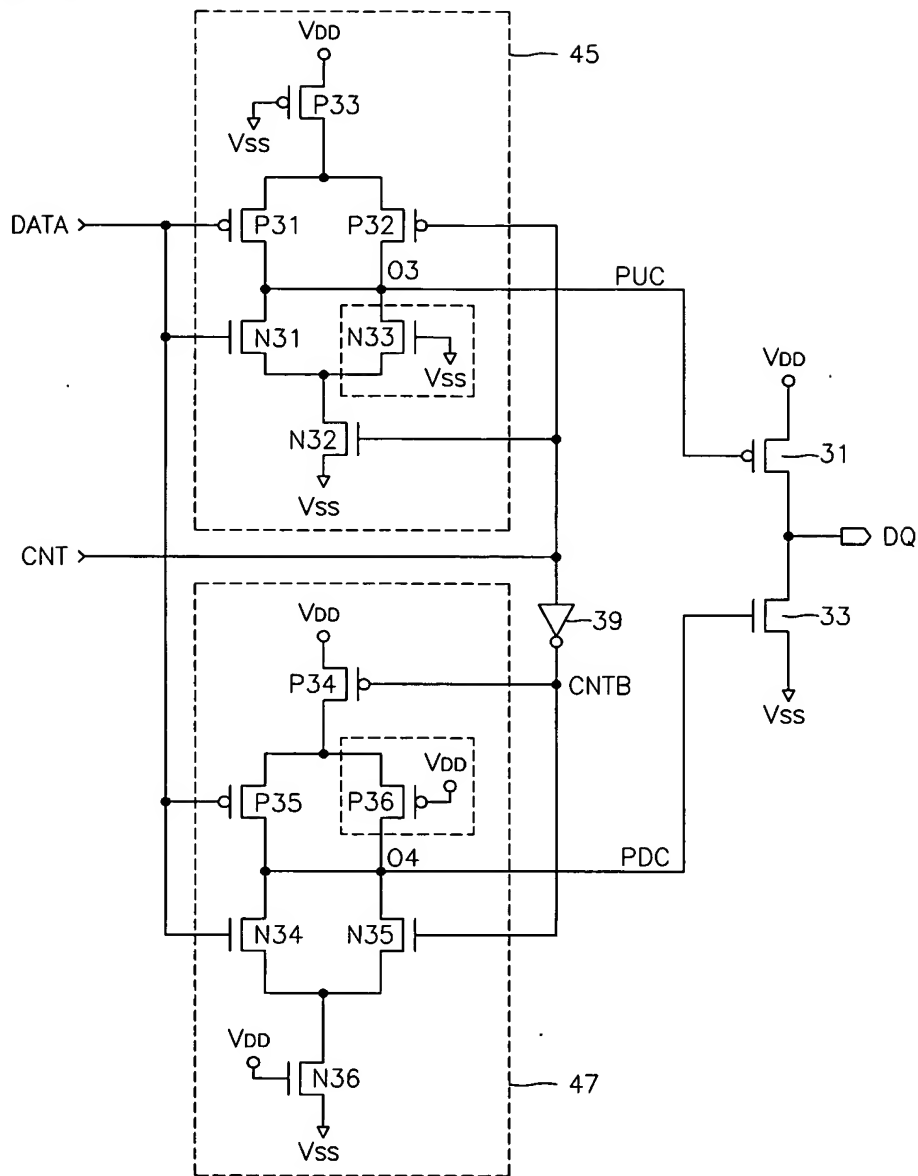 VDD
45
P33
VSS
DATA
P31
P32
O3
PUC
N31
N33
VSS
VDD
N32
31
VSS
CNT
DQ
VDD
39
33
P34
CNTB
VSS
VDD
P35
P36
O4
PDC
N34
N35
VDD
N36
47
VSS